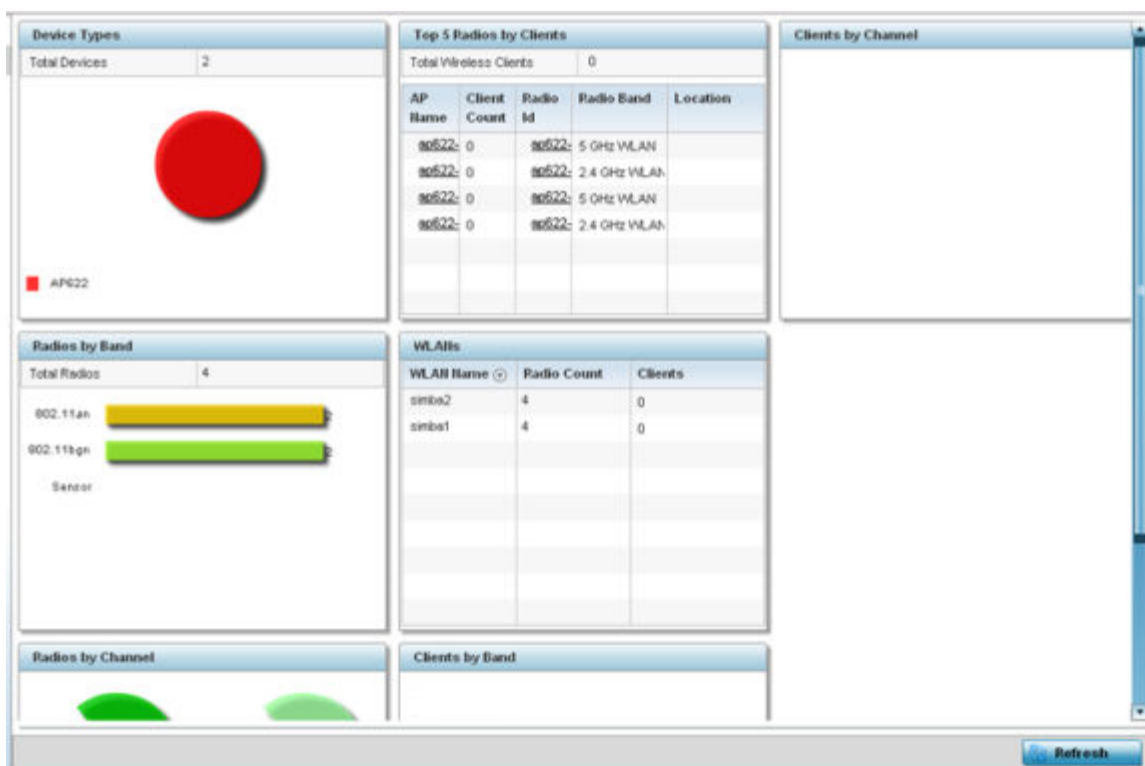 Device Types
Total Devices 2
AP622
Top 5 Radios by Clients
Total Wireless Clients 0
AP Name Client Count Radio Id Radio Band Location
ap622- 0 ap622- 5 GHz WLAN
ap622- 0 ap622- 2.4 GHz WLAN
ap622- 0 ap622- 5 GHz WLAN
ap622- 0 ap622- 2.4 GHz WLAN
Clients by Channel
Radios by Band
Total Radios 4
802.11an 2
802.11bgn 2
Sensor
WLANs
WLAN Name Radio Count Clients
simba2 4 0
simba1 4 0
Radios by Channel
Clients by Band
Refresh